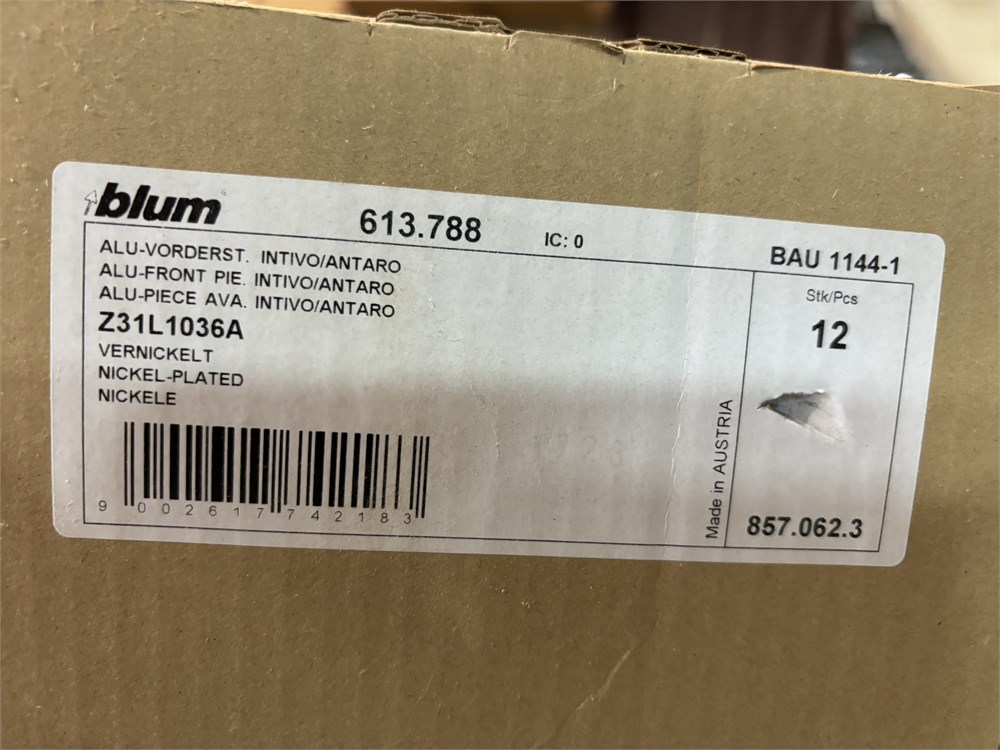 blum
613.788
IC: 0
BAU 1144-1
ALU-VORDERST. INTIVO/ANTARO
ALU-FRONT PIE. INTIVO/ANTARO
ALU-PIECE AVA. INTIVO/ANTARO
Z31L1036A
VERNICKELT
NICKEL-PLATED
NICKELE
9 002617 742183
Stk/Pcs
12
Made in AUSTRIA
857.062.3